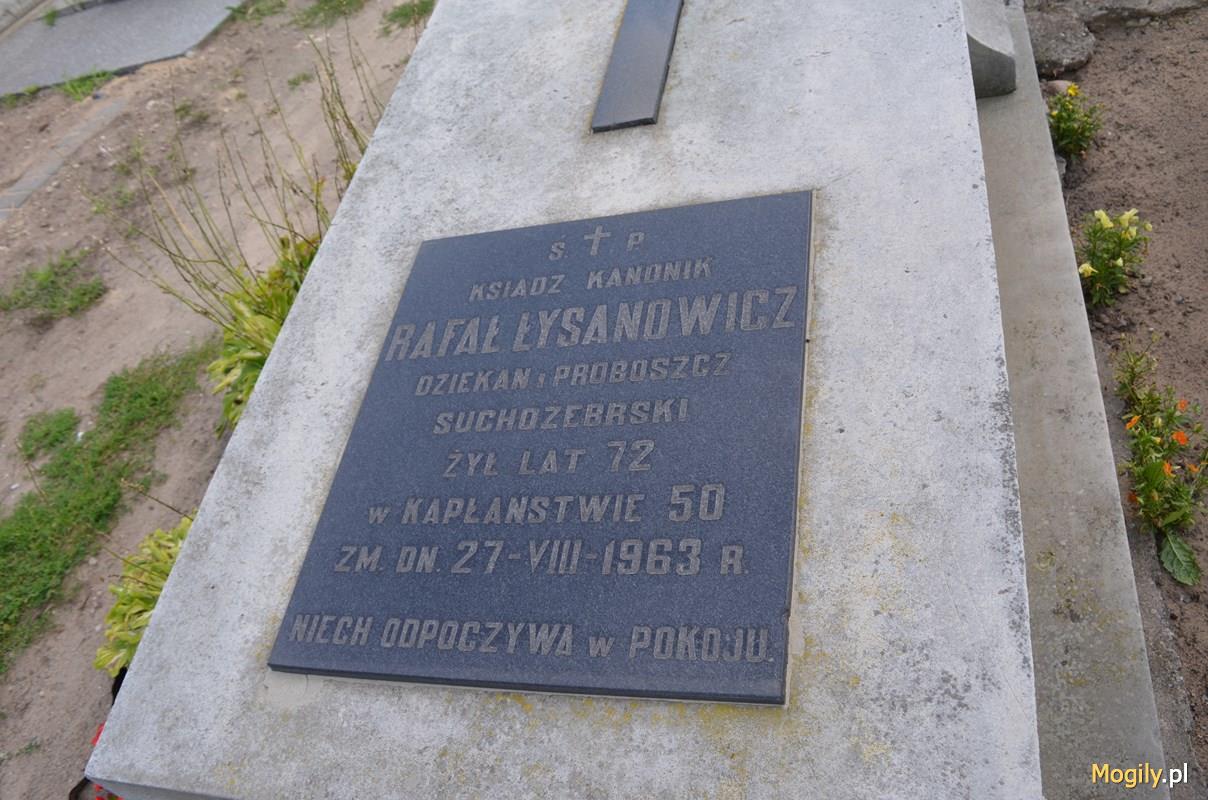 Ś. ✝ P.
KSIĄDZ KANONIK
RAFAŁ ŁYSANOWICZ
DZIEKAN i PROBOSZCZ
SUCHOŻEBRSKI
ŻYŁ LAT 72
w KAPŁAŃSTWIE 50
ZM. DN. 27-VIII-1963 R.
NIECH ODPOCZYWA w POKOJU.
Mogily.pl